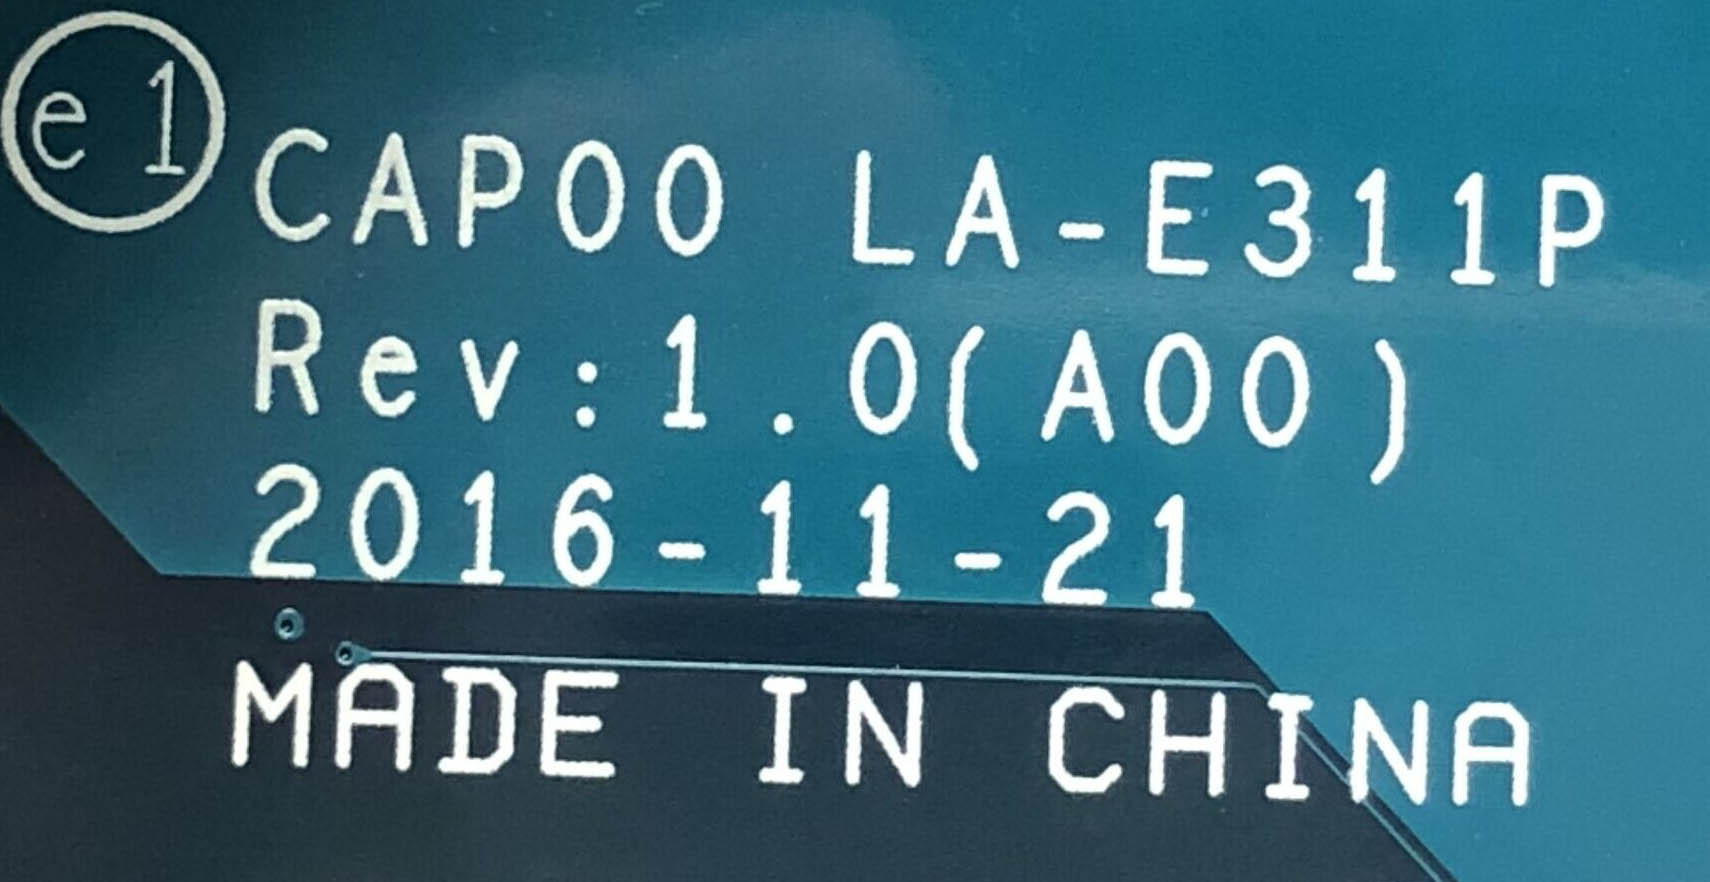 e1
CAP00 LA-E311P
Rev:1.0(A00)
2016-11-21
MADE IN CHINA